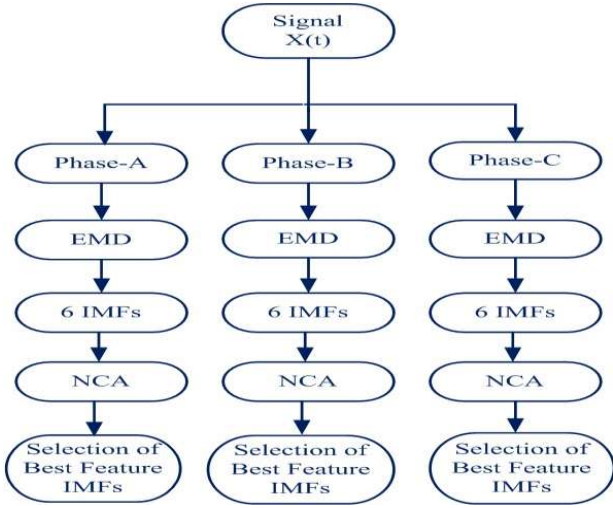 Signal
X(t)
Phase-A
Phase-B
Phase-C
EMD
EMD
EMD
6 IMFs
6 IMFs
6 IMFs
NCA
NCA
NCA
Selection of
Best Feature
IMFs
Selection of
Best Feature
IMFs
Selection of
Best Feature
IMFs